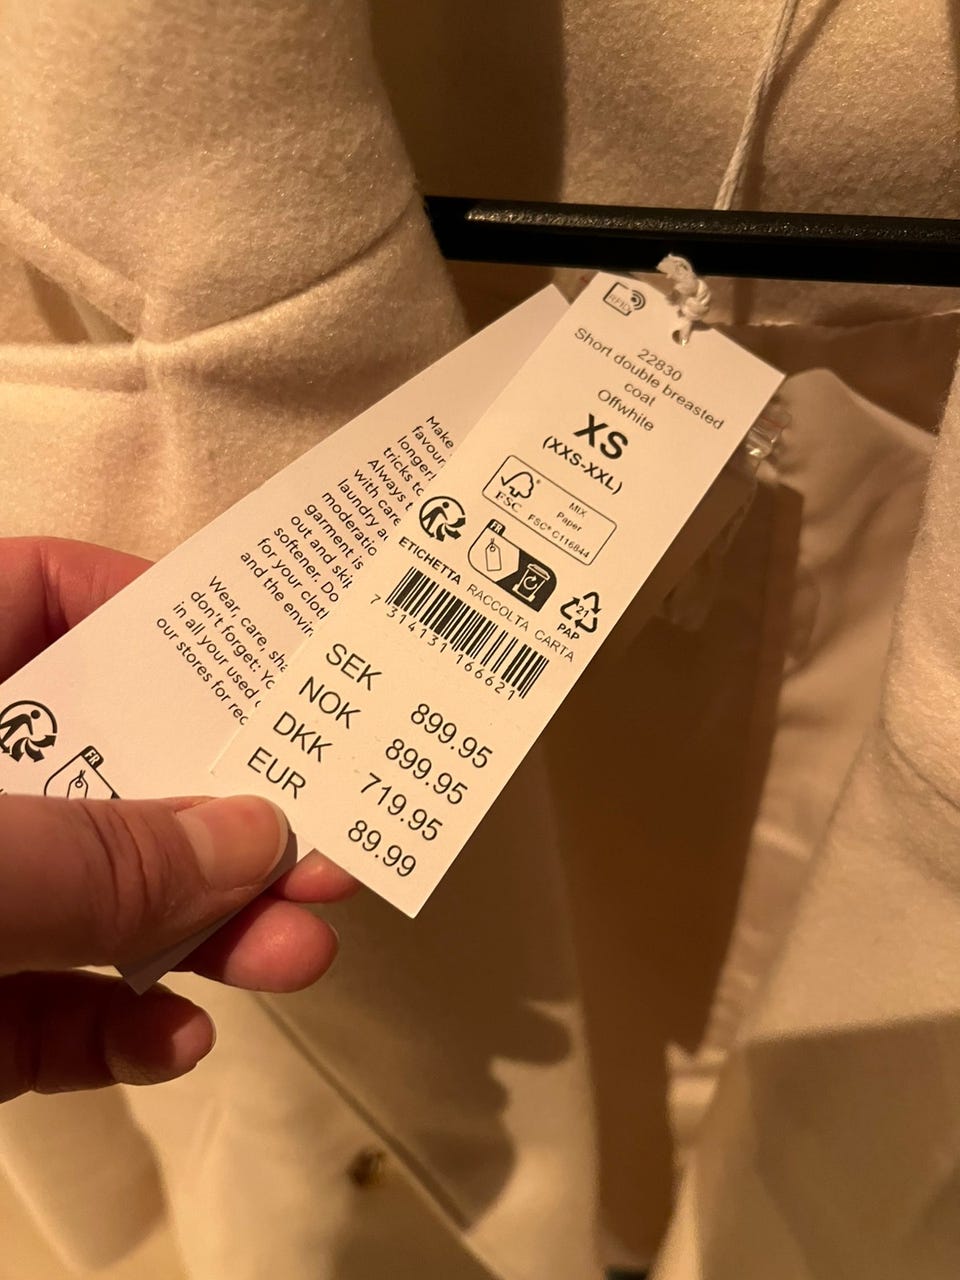 RFID
22830
Short double breasted
coat
Offwhite
XS
(XXS-XXL)
FSC®
MIX
Paper
FSC® C116844
FR
ETICHETTA RACCOLTA CARTA
21
PAP
7 314131 166621
SEK 899.95
NOK 899.95
DKK 719.95
EUR 89.99
Make
favour
longer!
tricks to
Always
with care
laundry
moderatio
garment is
out and skip
softener. Do
for your clot
and the envir
Wear, care, sha
don't forget: Yo
in all your used
our stores for rec
FR